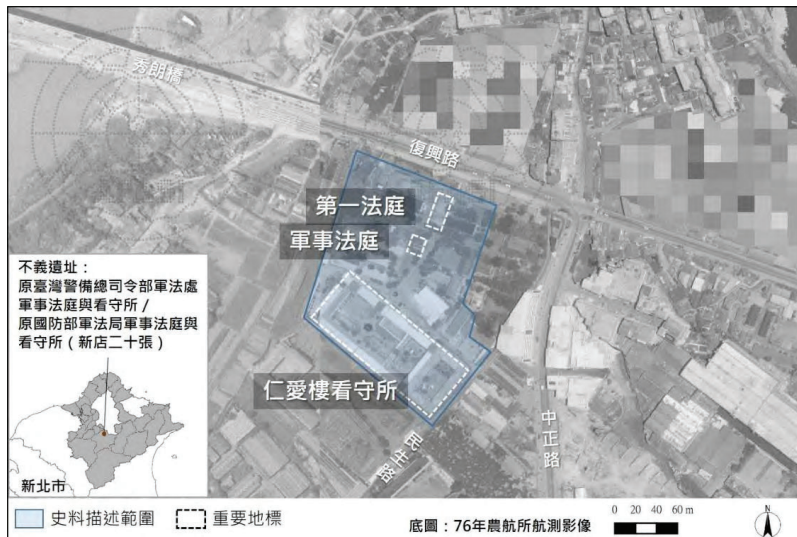 秀朗橋
復興路
第一法庭
軍事法庭
不義遺址：
原臺灣警備總司令部軍法處
軍事法庭與看守所 /
原國防部軍法局軍事法庭與
看守所（新店二十張）
仁愛樓看守所
民生路
中正路
新北市
史料描述範圍
重要地標
底圖：76年農航所航測影像
0 20 40 60 m
N